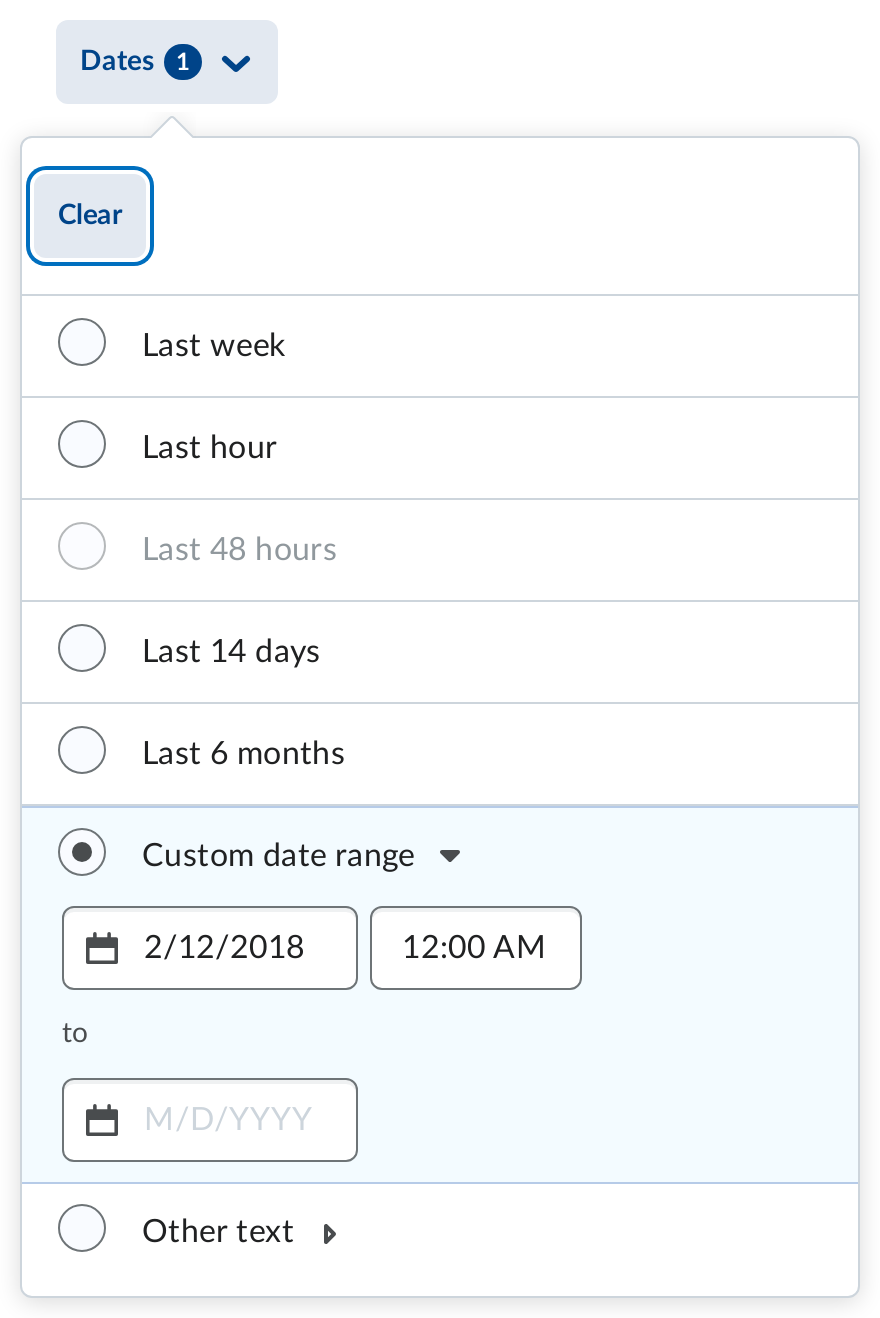 Dates 1
Clear
Last week
Last hour
Last 48 hours
Last 14 days
Last 6 months
Custom date range
2/12/2018 12:00 AM
to
M/D/YYYY
Other text